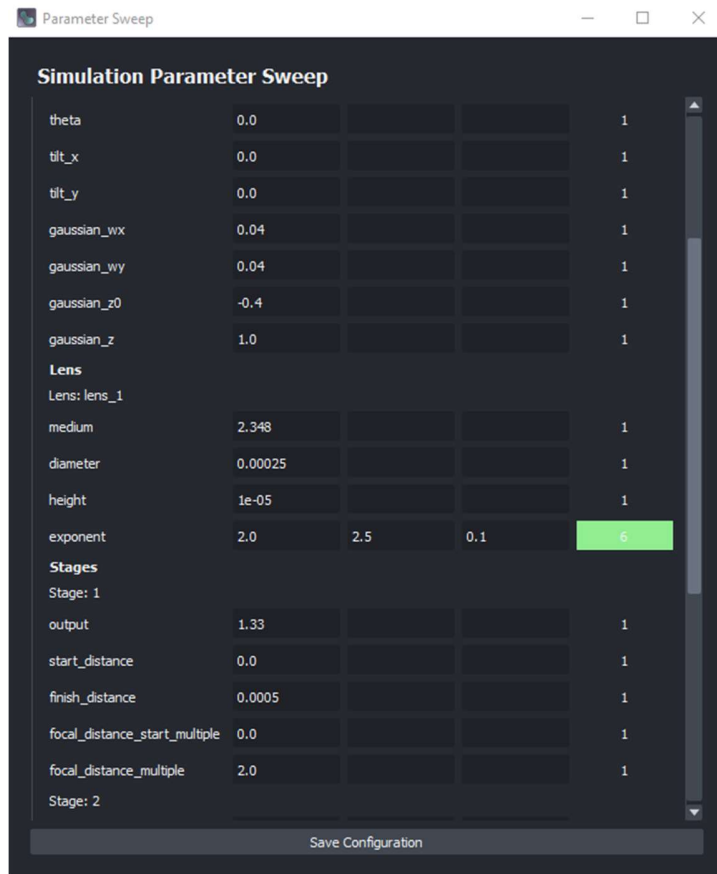 Parameter Sweep
Simulation Parameter Sweep
theta 0.0 1
tilt_x 0.0 1
tilt_y 0.0 1
gaussian_wx 0.04 1
gaussian_wy 0.04 1
gaussian_z0 -0.4 1
gaussian_z 1.0 1
Lens
Lens: lens_1
medium 2.348 1
diameter 0.00025 1
height 1e-05 1
exponent 2.0 2.5 0.1 6
Stages
Stage: 1
output 1.33 1
start_distance 0.0 1
finish_distance 0.0005 1
focal_distance_start_multiple 0.0 1
focal_distance_multiple 2.0 1
Stage: 2
Save Configuration